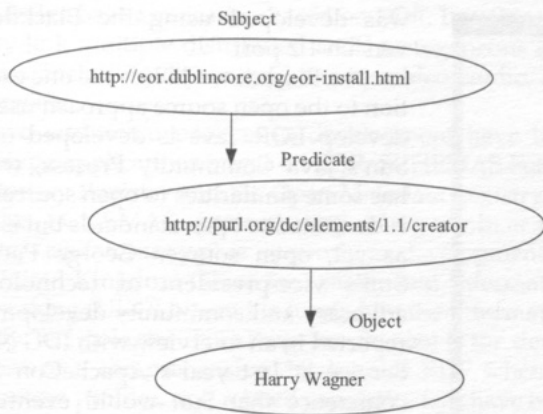 Subject
http://eor.dublincore.org/eor-install.html
Predicate
http://purl.org/dc/elements/1.1/creator
Object
Harry Wagner